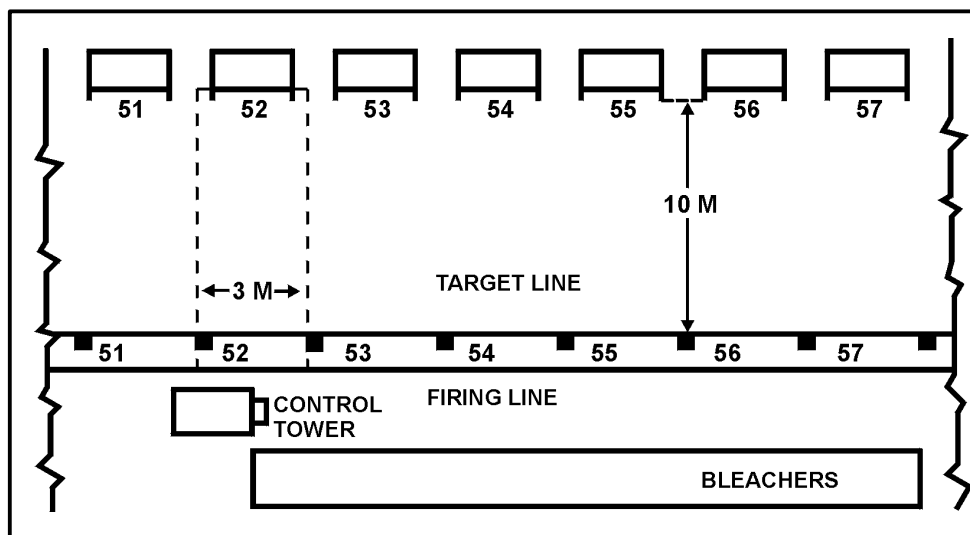 51 52 53 54 55 56 57
10 M
3 M
TARGET LINE
51 52 53 54 55 56 57
FIRING LINE
CONTROL
TOWER
BLEACHERS